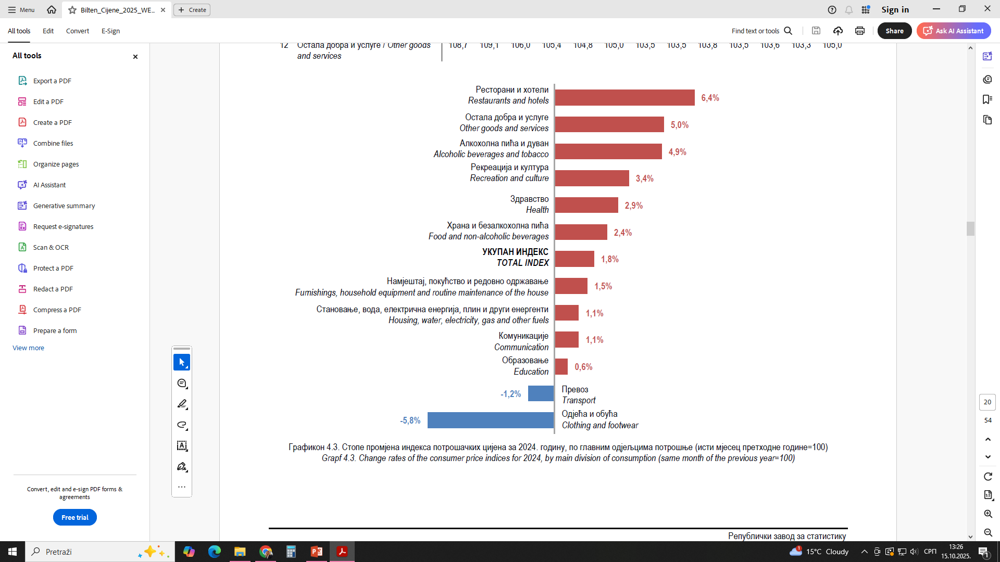 Menu
Bilten_Cijene_2025_WE...
Create
Sign in
All tools
Edit
Convert
E-Sign
Find text or tools
Share
Ask AI Assistant
All tools
Export a PDF
Edit a PDF
Create a PDF
Combine files
Organize pages
AI Assistant
Generative summary
Request e-signatures
Scan & OCR
Protect a PDF
Redact a PDF
Compress a PDF
Prepare a form
View more
Convert, edit and e-sign PDF forms &
agreements
Free trial
12 Остала добра и услуге / Other goods 108,7 109,1 106,0 105,4 104,8 105,0 103,5 103,5 103,8 103,5 103,6 103,3 105,0
and services
Ресторани и хотели
Restaurants and hotels
6,4%
Остала добра и услуге
Other goods and services
5,0%
Алкохолна пића и дуван
Alcoholic beverages and tobacco
4,9%
Рекреација и култура
Recreation and culture
3,4%
Здравство
Health
2,9%
Храна и безалкохолна пића
Food and non-alcoholic beverages
2,4%
УКУПАН ИНДЕКС
TOTAL INDEX
1,8%
Намјештај, покућство и редовно одржавање
Furnishings, household equipment and routine maintenance of the house
1,5%
Становање, вода, електрична енергија, плин и други енергенти
Housing, water, electricity, gas and other fuels
1,1%
Комуникације
Communication
1,1%
Образовање
Education
0,6%
-1,2%
Превоз
Transport
-5,8%
Одјећа и обућа
Clothing and footwear
Графикон 4.3. Стопе промјена индекса потрошачких цијена за 2024. годину, по главним одјељцима потрошње (исти мјесец претходне године=100)
Grapf 4.3. Change rates of the consumer price indices for 2024, by main division of consumption (same month of the previous year=100)
Републички завод за статистику
20
54
1:1
Pretraži
1
15°C Cloudy
СРП
13:26
15.10.2025.
1